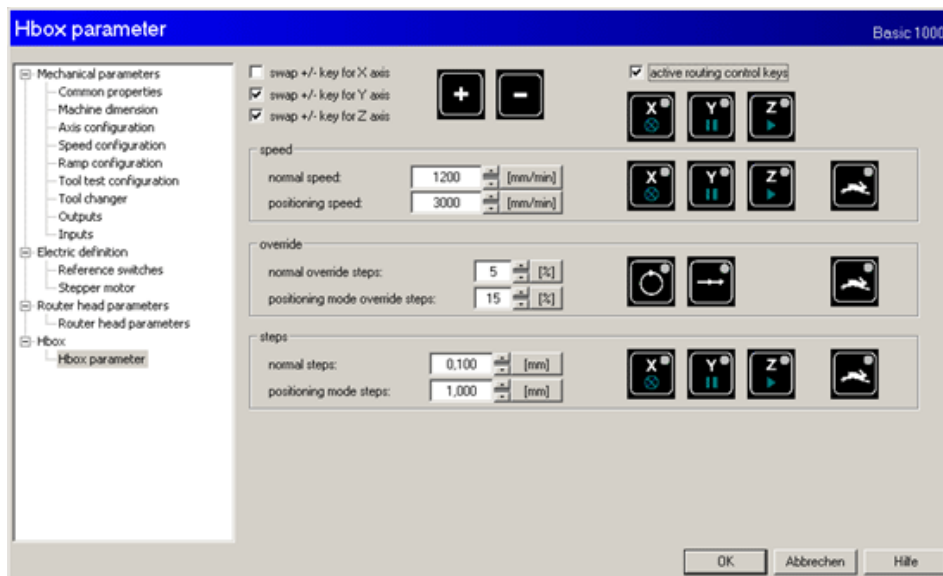 Hbox parameter
Basic 1000
Mechanical parameters
Common properties
Machine dimension
Axis configuration
Speed configuration
Ramp configuration
Tool test configuration
Tool changer
Outputs
Inputs
Electric definition
Reference switches
Stepper motor
Router head parameters
Router head parameters
Hbox
Hbox parameter
swap +/- key for X axis
swap +/- key for Y axis
swap +/- key for Z axis
+ -
active routing control keys
X Y Z
speed
normal speed: 1200 [mm/min]
positioning speed: 3000 [mm/min]
X Y Z
override
normal override steps: 5 [%]
positioning mode override steps: 15 [%]
steps
normal steps: 0,100 [mm]
positioning mode steps: 1,000 [mm]
X Y Z
OK Abbrechen Hilfe